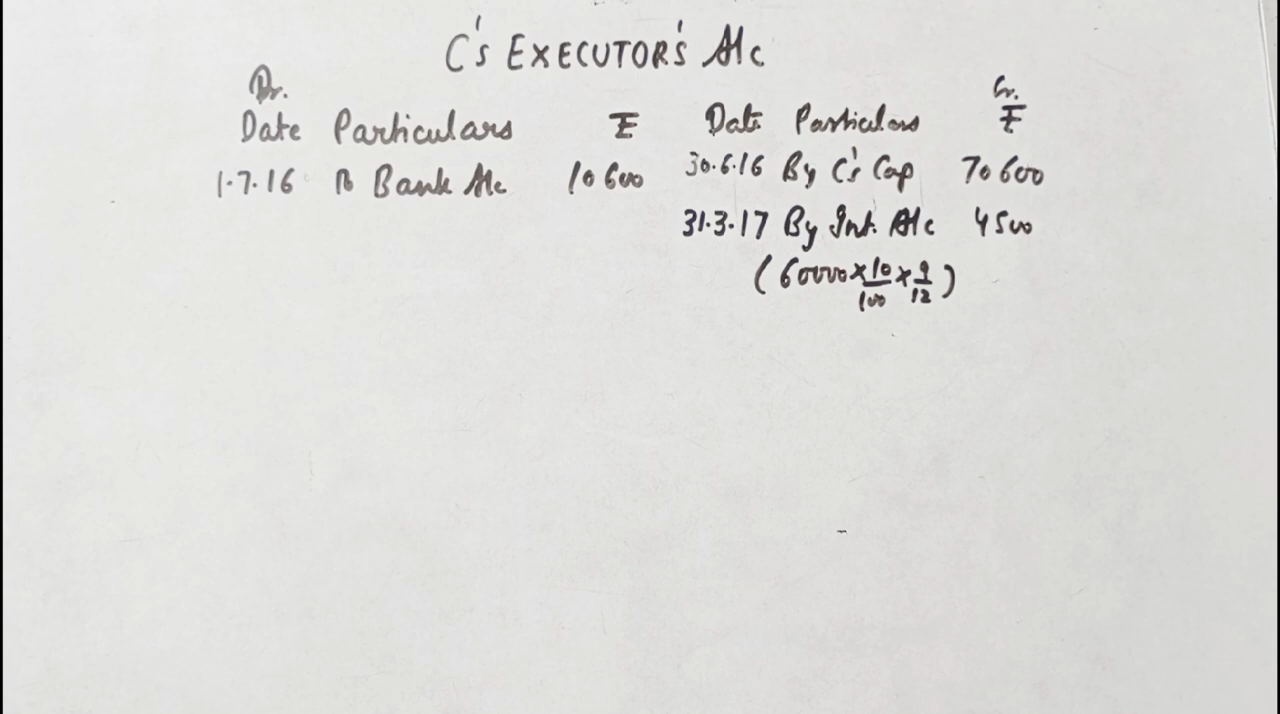 C's EXECUTOR'S A/c
Dr. Cr.
Date Particulars ₹ Date Particulars ₹
1.7.16 To Bank A/c 10600 30.6.16 By C's Cap 70600
31.3.17 By Int. A/c 4500
(60000×10/100×9/12)